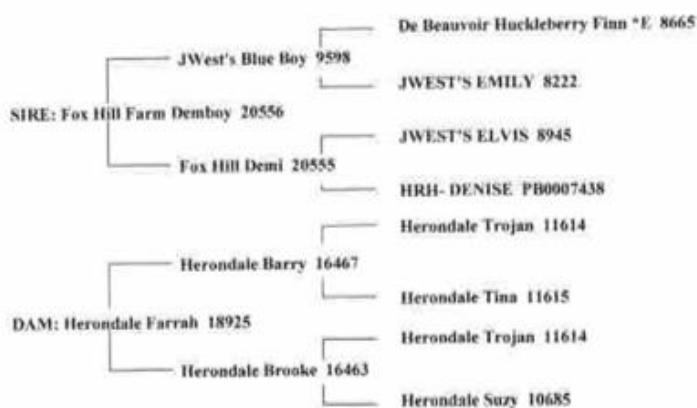 De Beauvoir Huckleberry Finn *E 8665
JWest's Blue Boy 9598
JWEST'S EMILY 8222
SIRE: Fox Hill Farm Demboy 20556
JWEST'S ELVIS 8945
Fox Hill Demi 20555
HRH- DENISE PB0007438
Herondale Trojan 11614
Herondale Barry 16467
Herondale Tina 11615
DAM: Herondale Farrah 18925
Herondale Trojan 11614
Herondale Brooke 16463
Herondale Suzy 10685